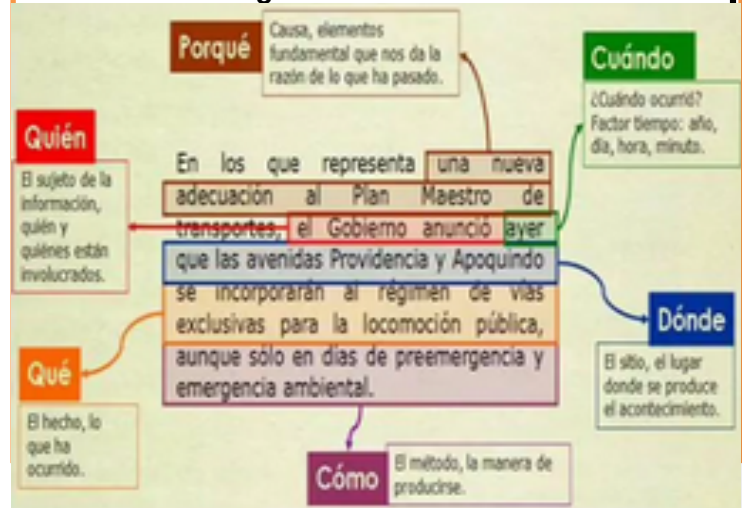 Porqué
Causa, elementos
fundamental que nos da la
razón de lo que ha pasado.
Cuándo
¿Cuándo ocurrió?
Factor tiempo: año,
día, hora, minuto.
Quién
El sujeto de la
información,
quién y
quiénes están
involucrados.
En los que representa una nueva
adecuación al Plan Maestro de
transportes, el Gobierno anunció ayer
que las avenidas Providencia y Apoquindo
se incorporarán al régimen de vías
exclusivas para la locomoción pública,
aunque sólo en días de preemergencia y
emergencia ambiental.
Dónde
El sitio, el lugar
donde se produce
el acontecimiento.
Qué
El hecho, lo
que ha
ocurrido.
Cómo
El método, la manera de
producirse.